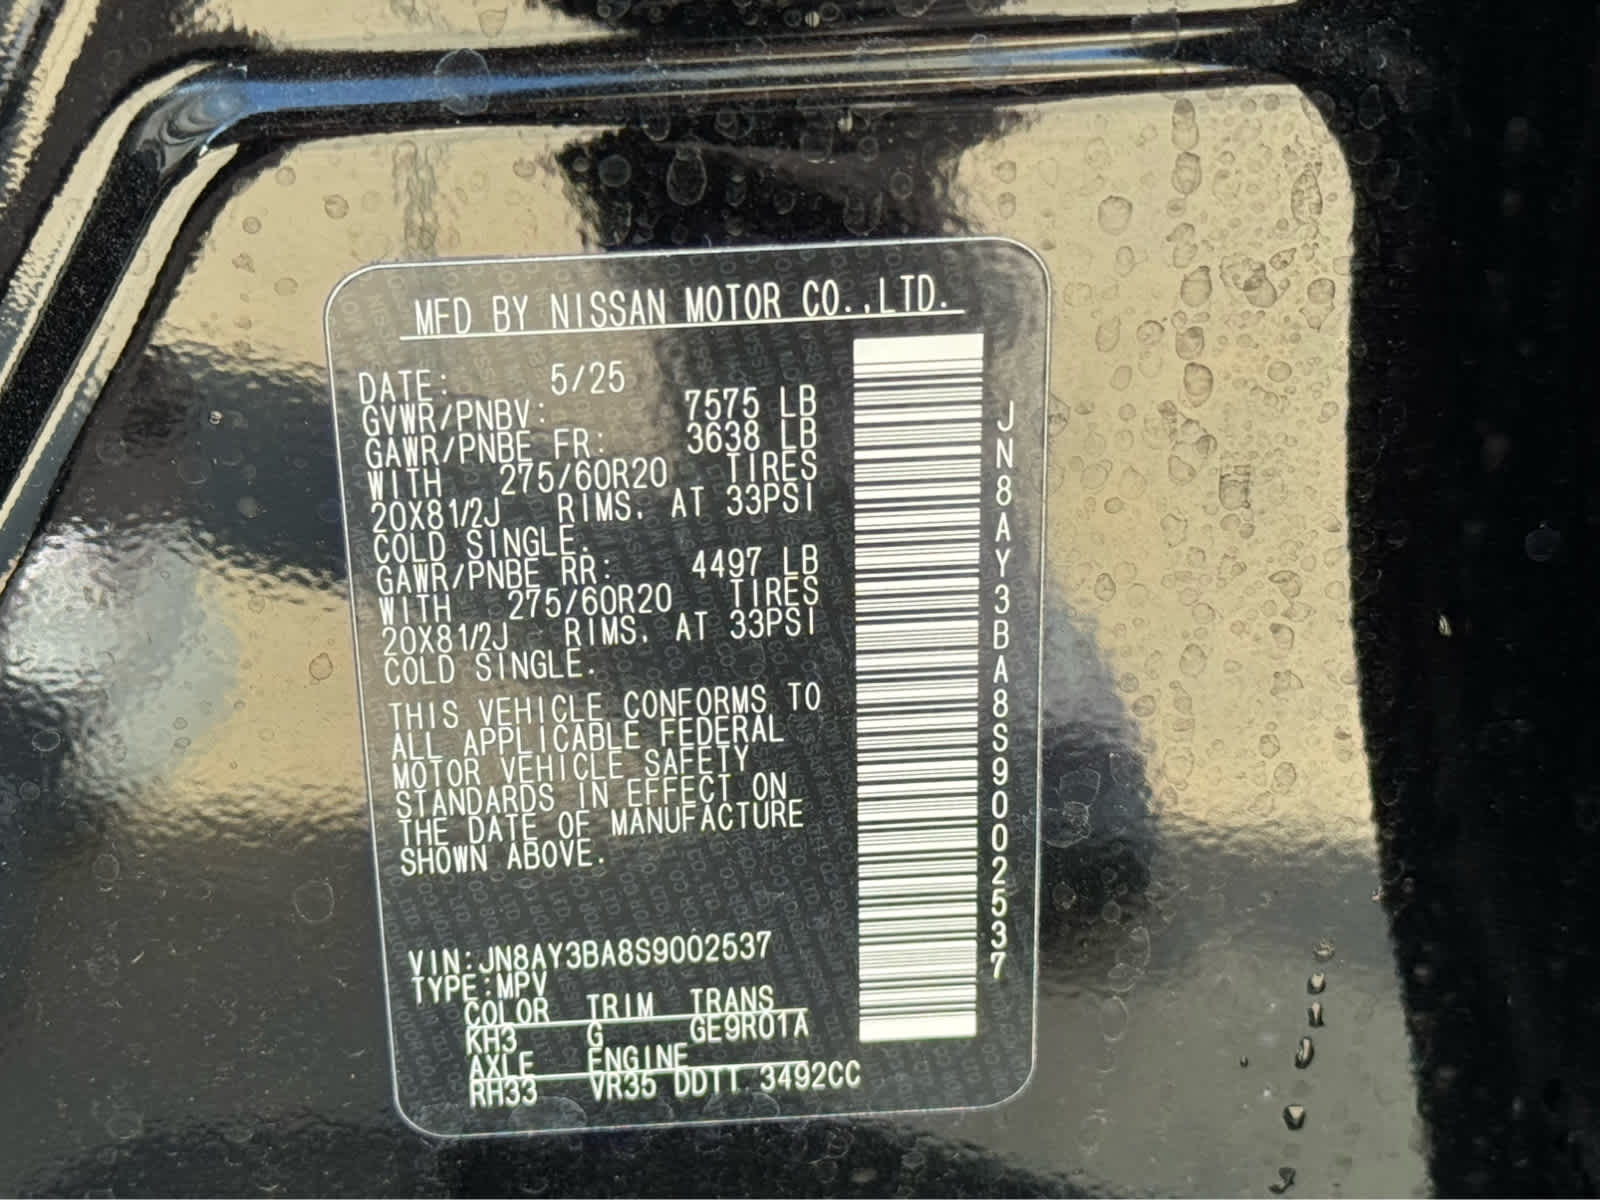 MFD BY NISSAN MOTOR CO.,LTD.
DATE: 5/25
GVWR/PNBV: 7575 LB
GAWR/PNBE FR: 3638 LB
WITH 275/60R20 TIRES
20X81/2J RIMS. AT 33PSI
COLD SINGLE.
GAWR/PNBE RR: 4497 LB
WITH 275/60R20 TIRES
20X81/2J RIMS. AT 33PSI
COLD SINGLE.
THIS VEHICLE CONFORMS TO
ALL APPLICABLE FEDERAL
MOTOR VEHICLE SAFETY
STANDARDS IN EFFECT ON
THE DATE OF MANUFACTURE
SHOWN ABOVE.
VIN:JN8AY3BA8S9002537
TYPE:MPV
COLOR TRIM TRANS
KH3 G GE9R01A
AXLE ENGINE
RH33 VR35 DDTT 3492CC
JN8AY3BA8S9002537